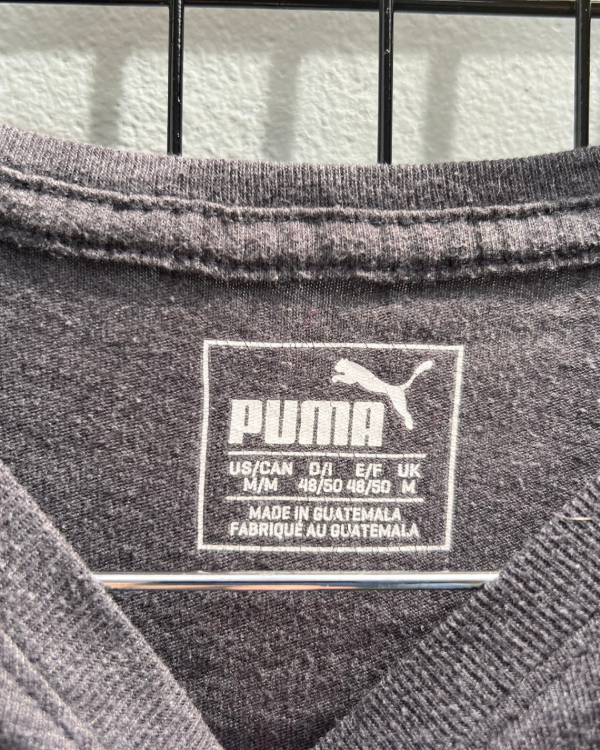 PUMA
US/CAN D/I E/F UK
M/M 48/50 48/50 M
MADE IN GUATEMALA
FABRIQUÉ AU GUATEMALA